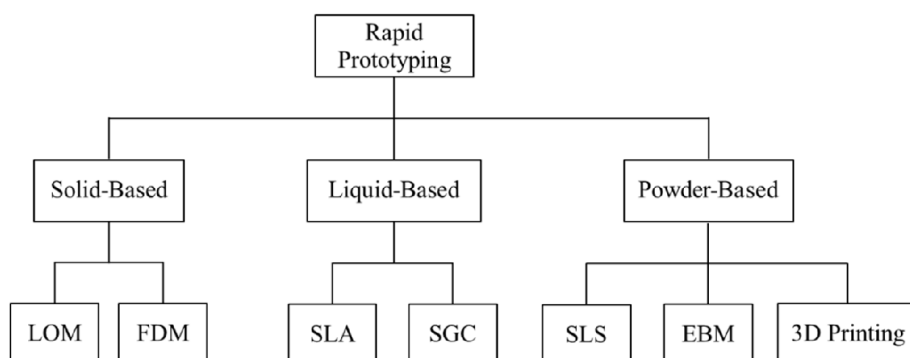 Rapid
Prototyping
Solid-Based
Liquid-Based
Powder-Based
LOM
FDM
SLA
SGC
SLS
EBM
3D Printing